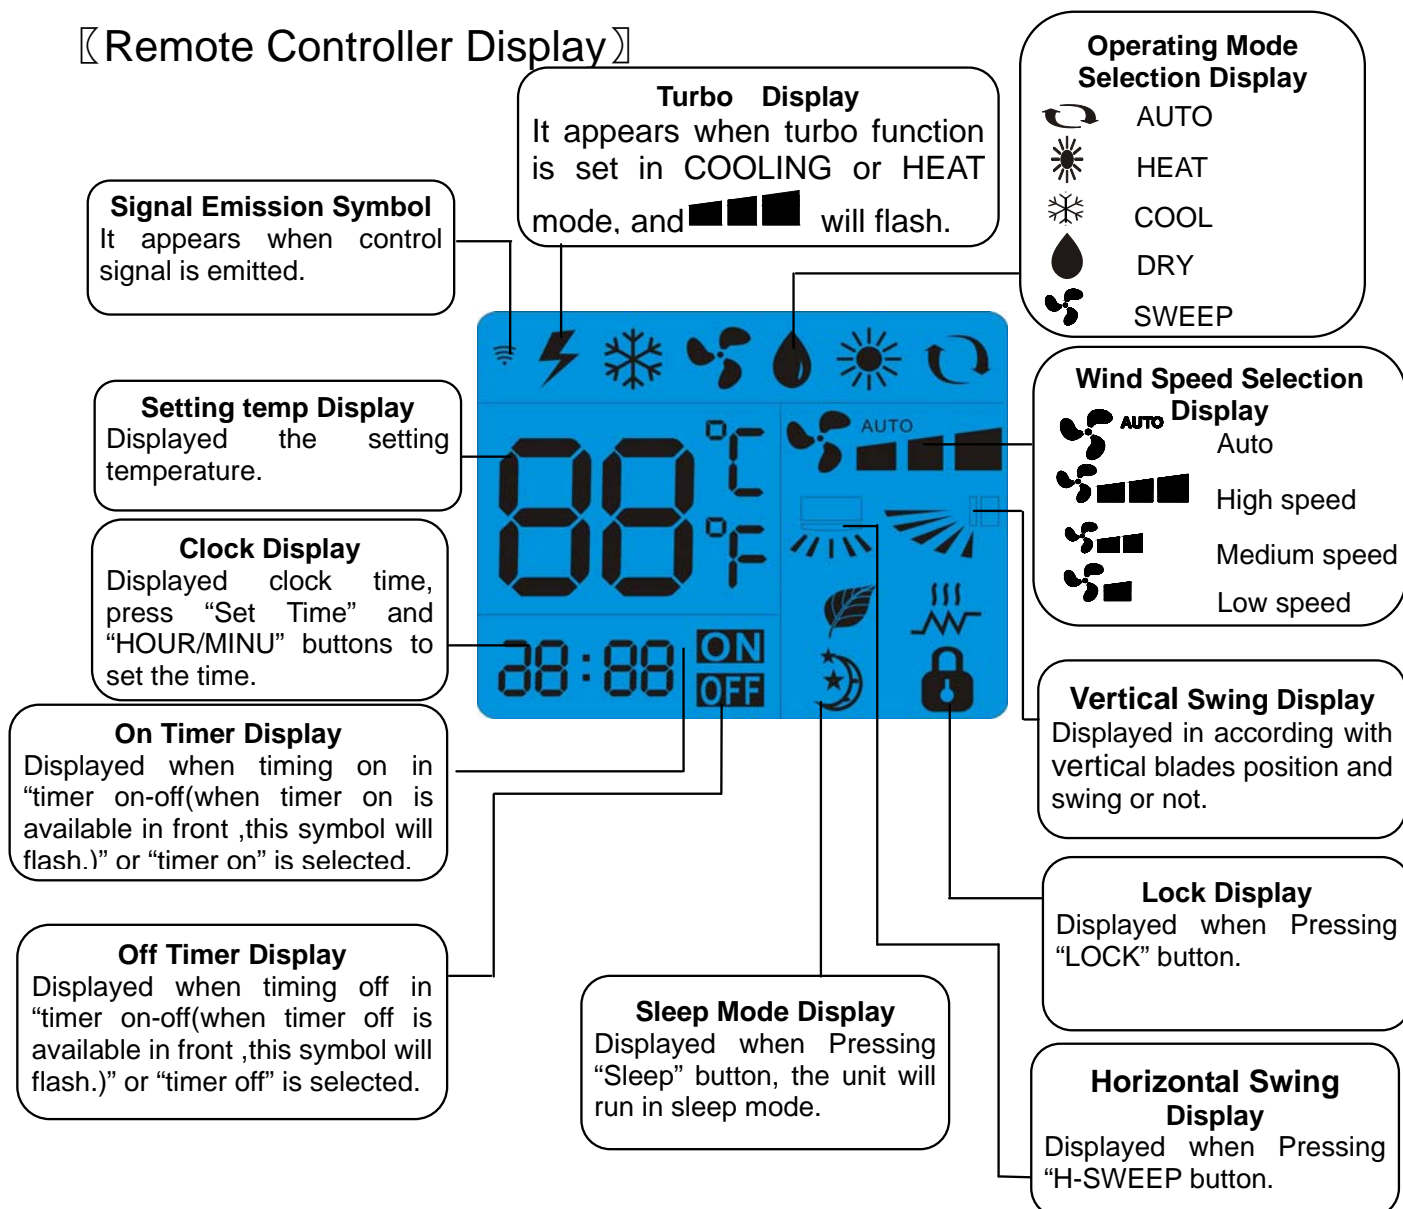 〖Remote Controller Display〗
Turbo Display
It appears when turbo function
is set in COOLING or HEAT
mode, and will flash.
Operating Mode
Selection Display
AUTO
HEAT
COOL
DRY
SWEEP
Signal Emission Symbol
It appears when control
signal is emitted.
Setting temp Display
Displayed the setting
temperature.
Clock Display
Displayed clock time,
press “Set Time” and
“HOUR/MINU” buttons to
set the time.
On Timer Display
Displayed when timing on in
“timer on-off(when timer on is
available in front ,this symbol will
flash.)” or “timer on” is selected.
Off Timer Display
Displayed when timing off in
“timer on-off(when timer off is
available in front ,this symbol will
flash.)” or “timer off” is selected.
88
°C
°F
AUTO
28:88
ON
OFF
Wind Speed Selection
Display
AUTO
Auto
High speed
Medium speed
Low speed
Vertical Swing Display
Displayed in according with
vertical blades position and
swing or not.
Lock Display
Displayed when Pressing
“LOCK” button.
Sleep Mode Display
Displayed when Pressing
“Sleep” button, the unit will
run in sleep mode.
Horizontal Swing
Display
Displayed when Pressing
“H-SWEEP button.